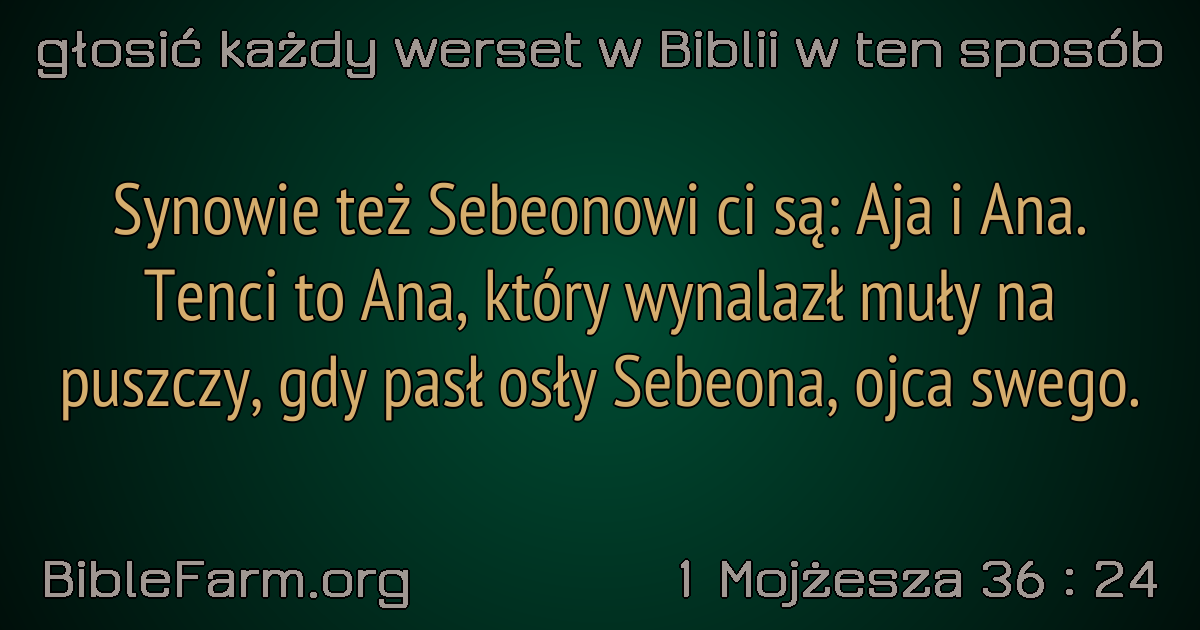 głosić każdy werset w Biblii w ten sposób
Synowie też Sebeonowi ci są: Aja i Ana.
Tenci to Ana, który wynalazł muły na
puszczy, gdy pasł osły Sebeona, ojca swego.
BibleFarm.org
1 Mojżesza 36 : 24